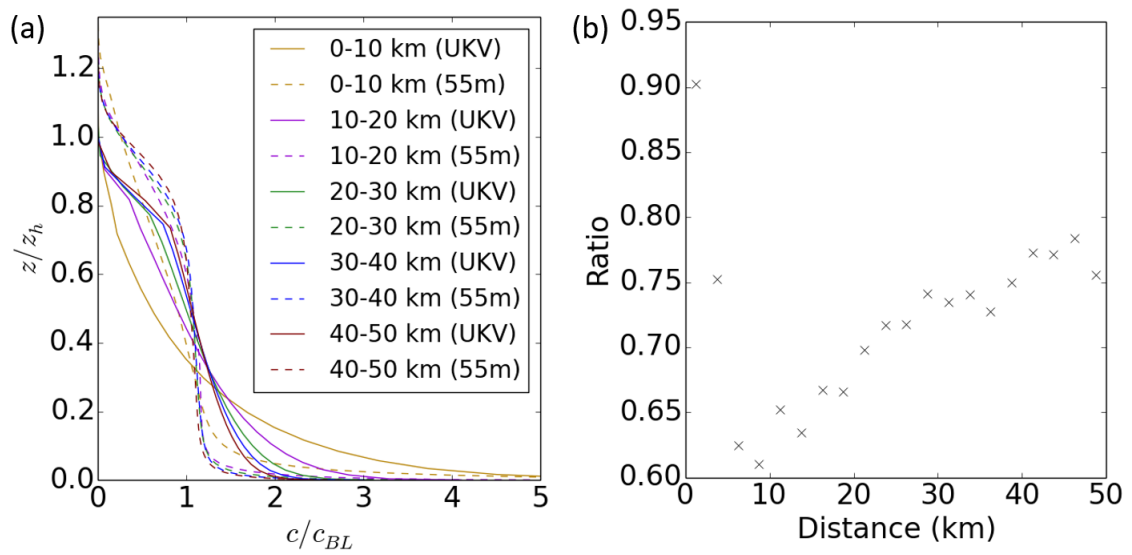 (a)
1.2
1.0
0.8
0.6
0.4
0.2
0.0
z/z_h
0 1 2 3 4 5
c/c_BL
0-10 km (UKV)
0-10 km (55m)
10-20 km (UKV)
10-20 km (55m)
20-30 km (UKV)
20-30 km (55m)
30-40 km (UKV)
30-40 km (55m)
40-50 km (UKV)
40-50 km (55m)
(b)
0.95
0.90
0.85
0.80
0.75
0.70
0.65
0.60
Ratio
0 10 20 30 40 50
Distance (km)